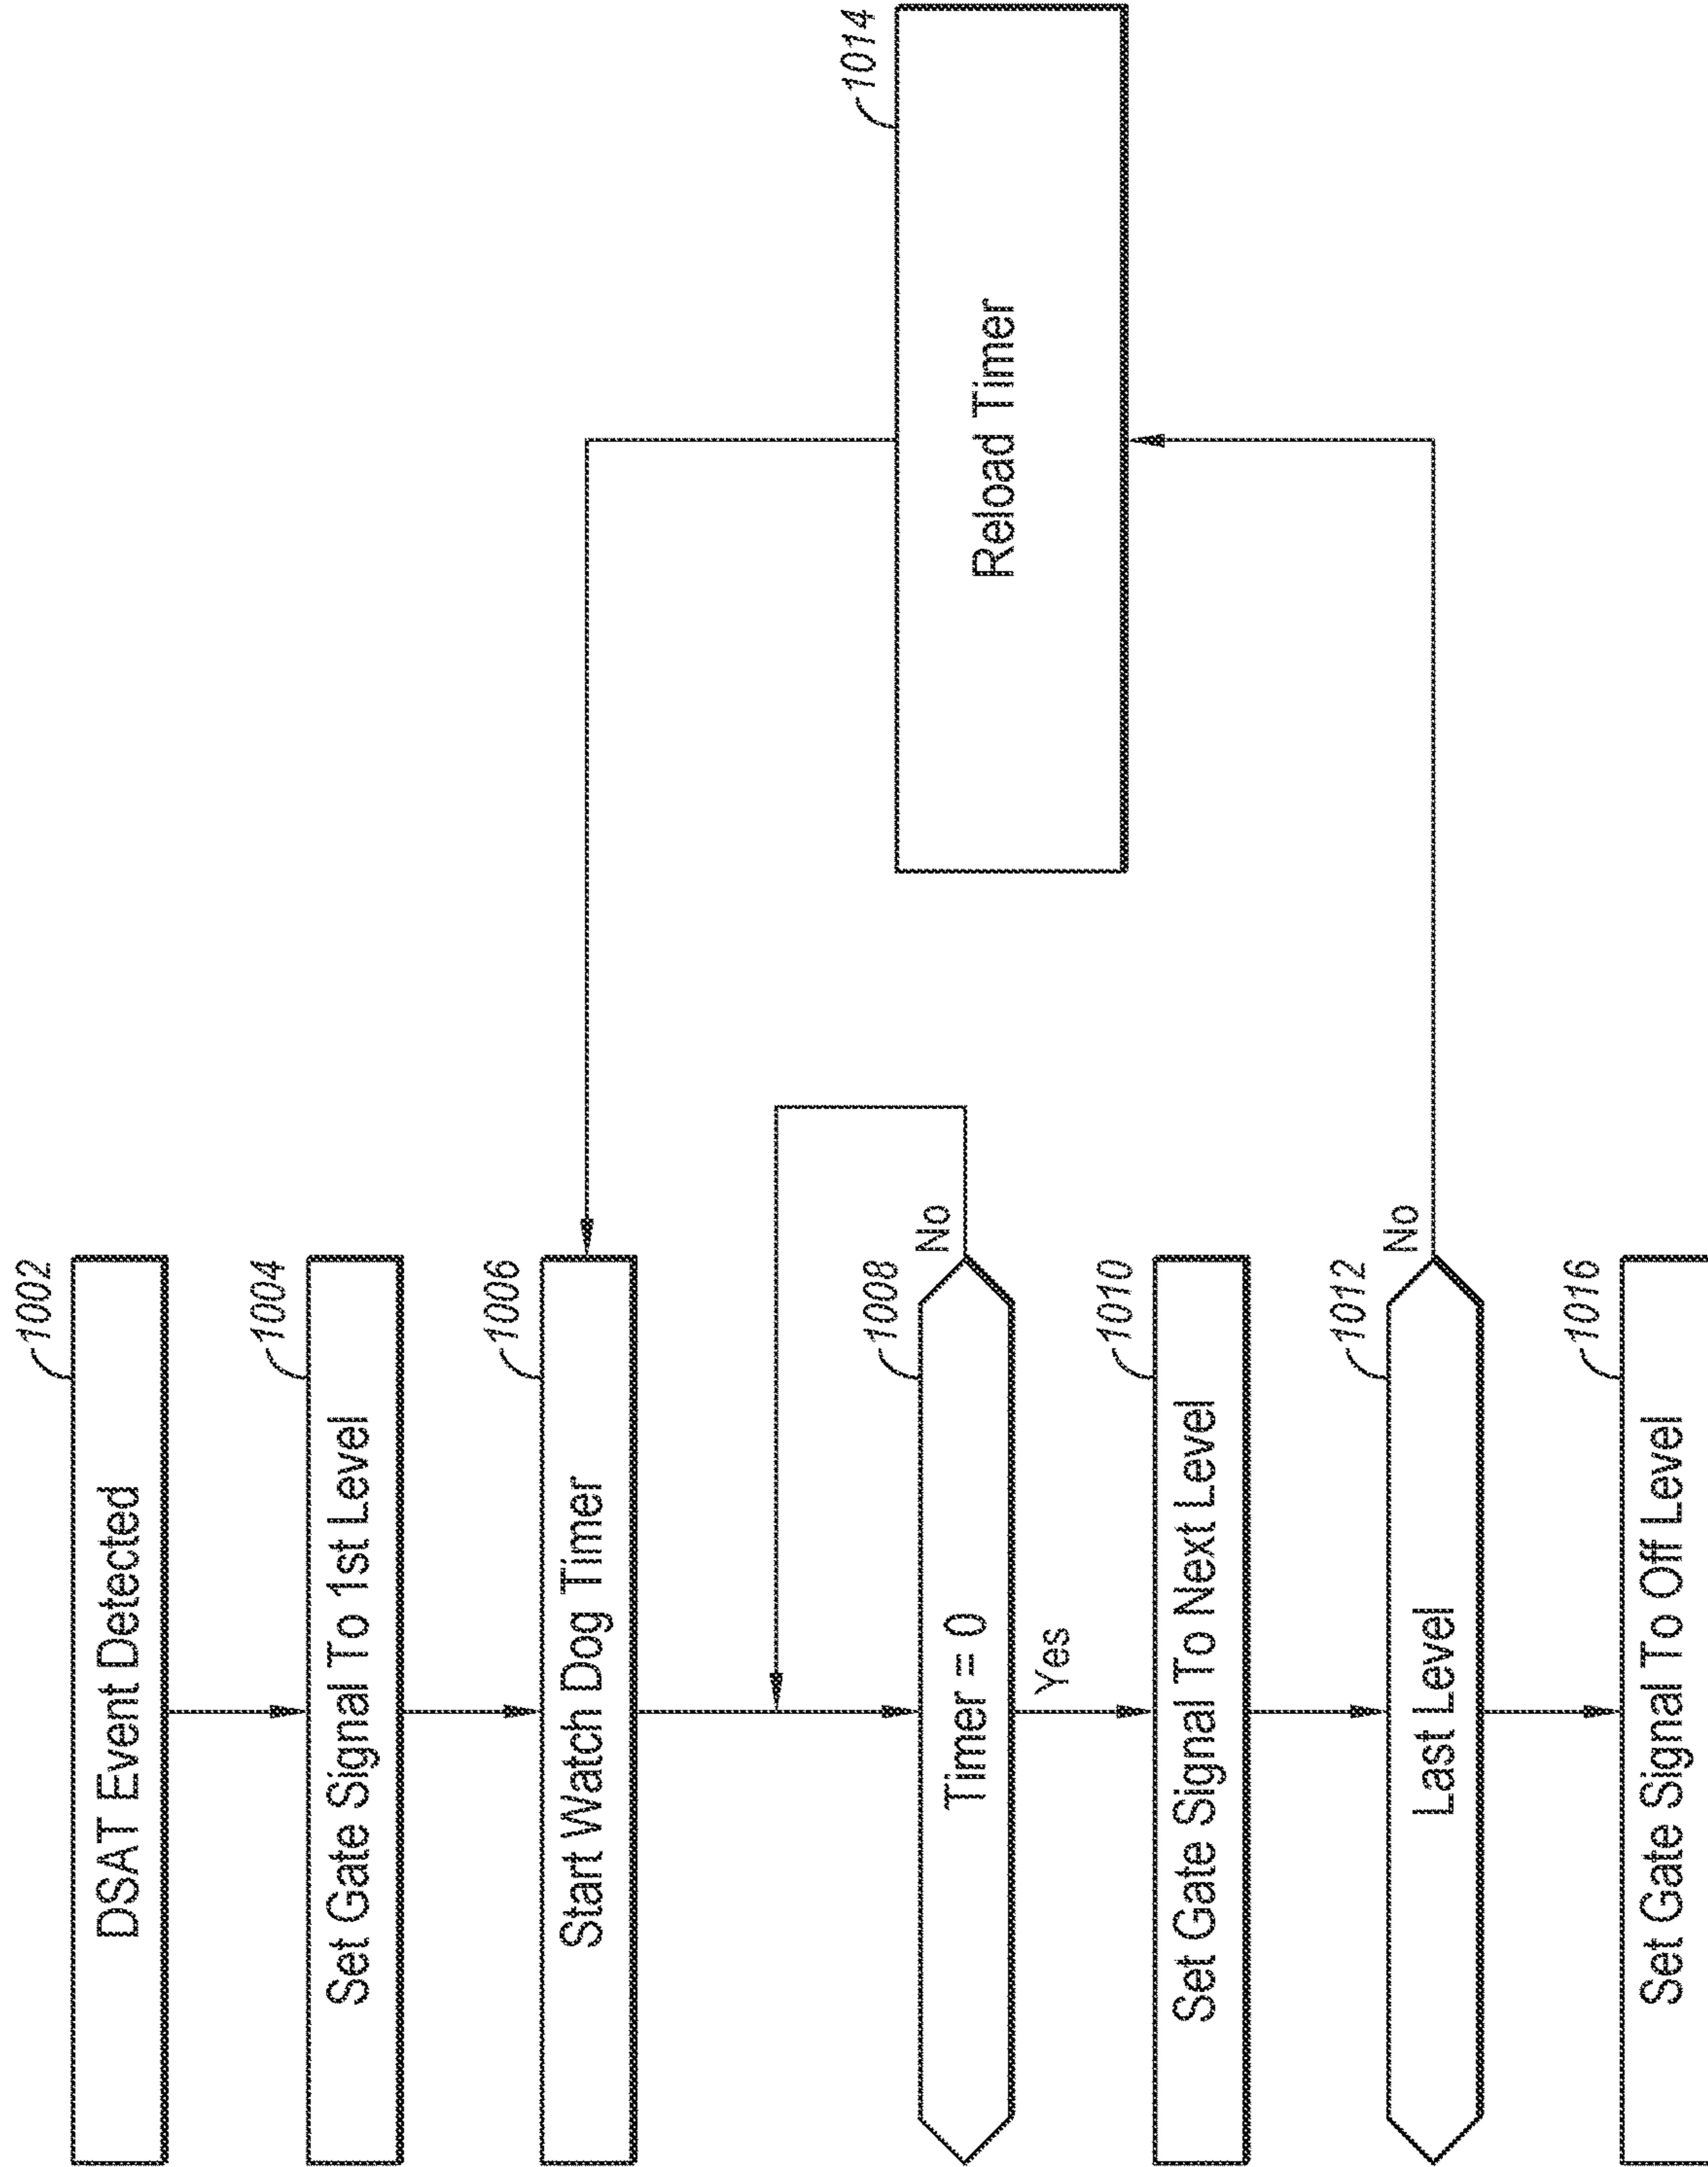 1002
DSAT Event Detected
1004
Set Gate Signal To 1st Level
1006
Start Watch Dog Timer
1008
Timer = 0
No
Yes
1010
Set Gate Signal To Next Level
1012
Last Level
No
1014
Reload Timer
1016
Set Gate Signal To Off Level